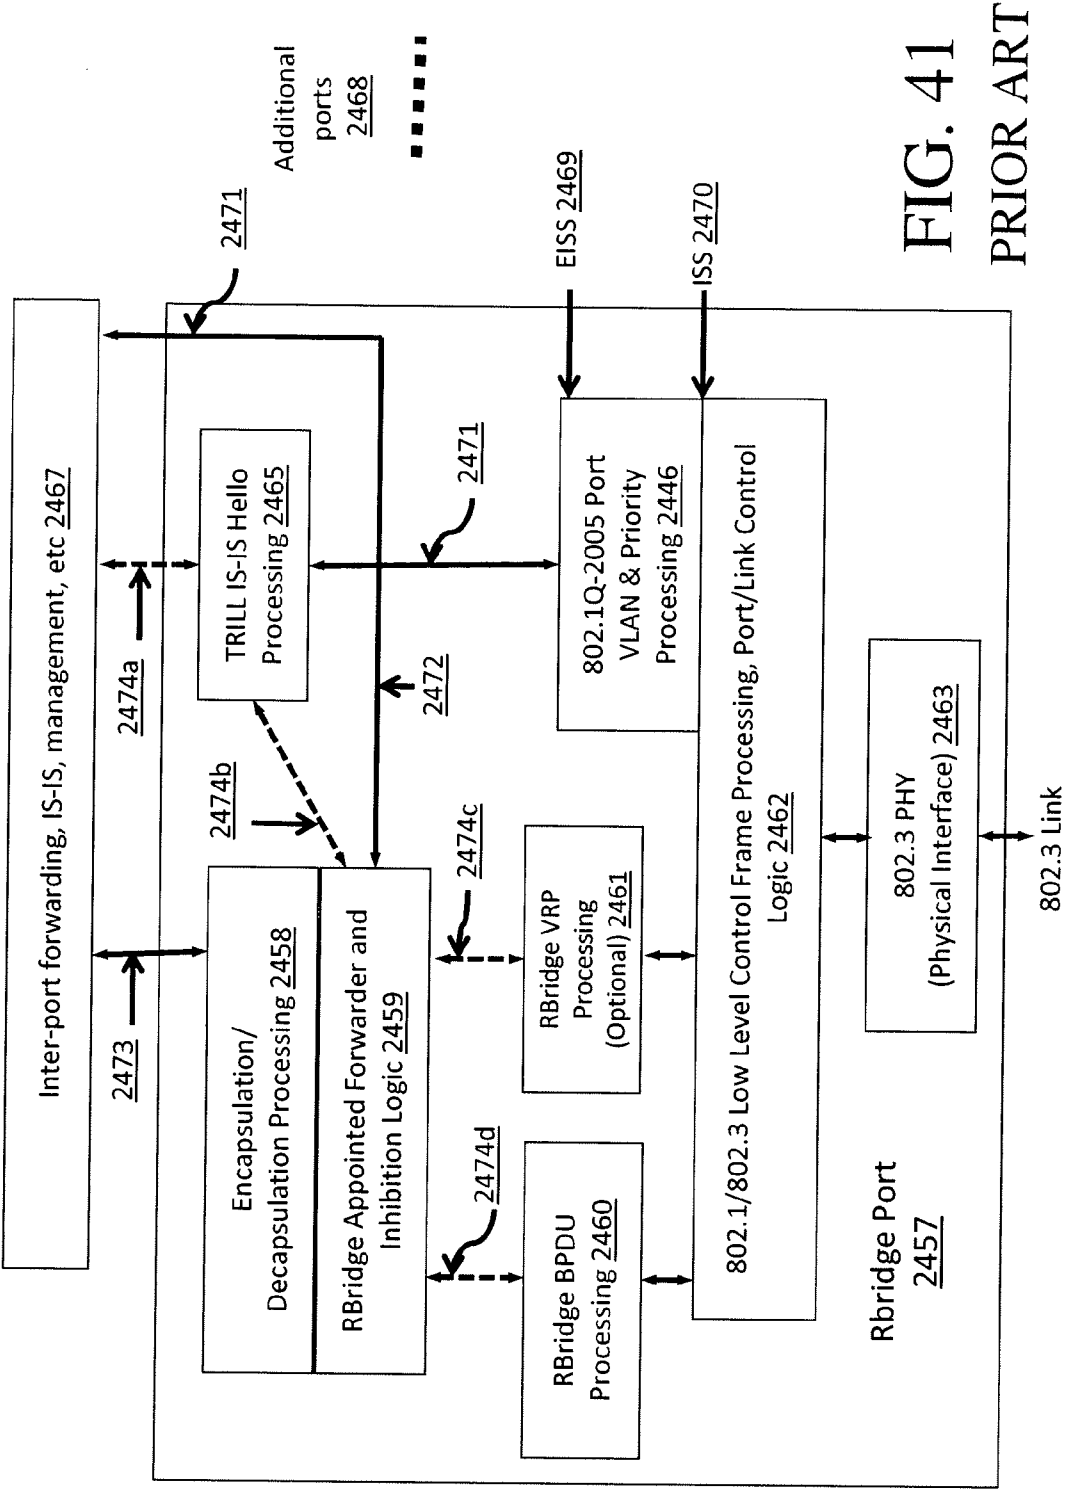 Inter-port forwarding, IS-IS, management, etc 2467
2473
2474a
2471
Additional
ports
2468
Encapsulation/
Decapsulation Processing 2458
RBridge Appointed Forwarder and
Inhibition Logic 2459
2474b
TRILL IS-IS Hello
Processing 2465
2472
2471
2474d
2474c
EISS 2469
RBridge BPDU
Processing 2460
RBridge VRP
Processing
(Optional) 2461
802.1Q-2005 Port
VLAN & Priority
Processing 2446
ISS 2470
802.1/802.3 Low Level Control Frame Processing, Port/Link Control
Logic 2462
Rbridge Port
2457
802.3 PHY
(Physical Interface) 2463
802.3 Link
FIG. 41
PRIOR ART